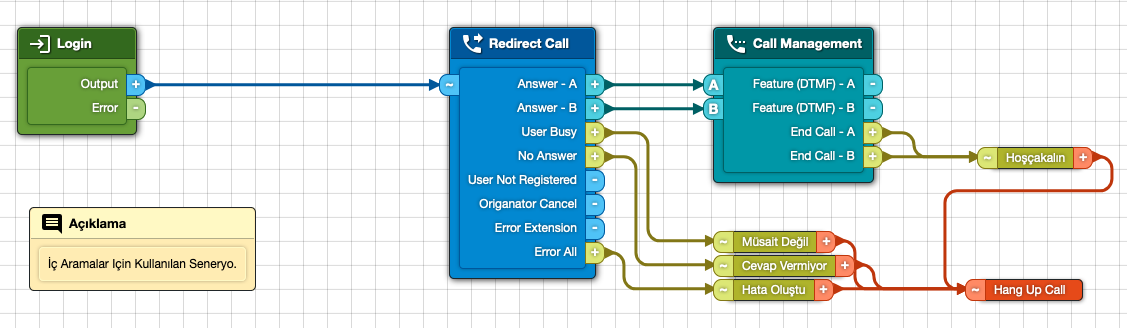 Login
Output
Error
Redirect Call
Answer - A
Answer - B
User Busy
No Answer
User Not Registered
Origanator Cancel
Error Extension
Error All
Call Management
A
Feature (DTMF) - A
B
Feature (DTMF) - B
End Call - A
End Call - B
Hoşçakalın
Müsait Değil
Cevap Vermiyor
Hata Oluştu
Hang Up Call
Açıklama
İç Aramalar Için Kullanılan Seneryo.